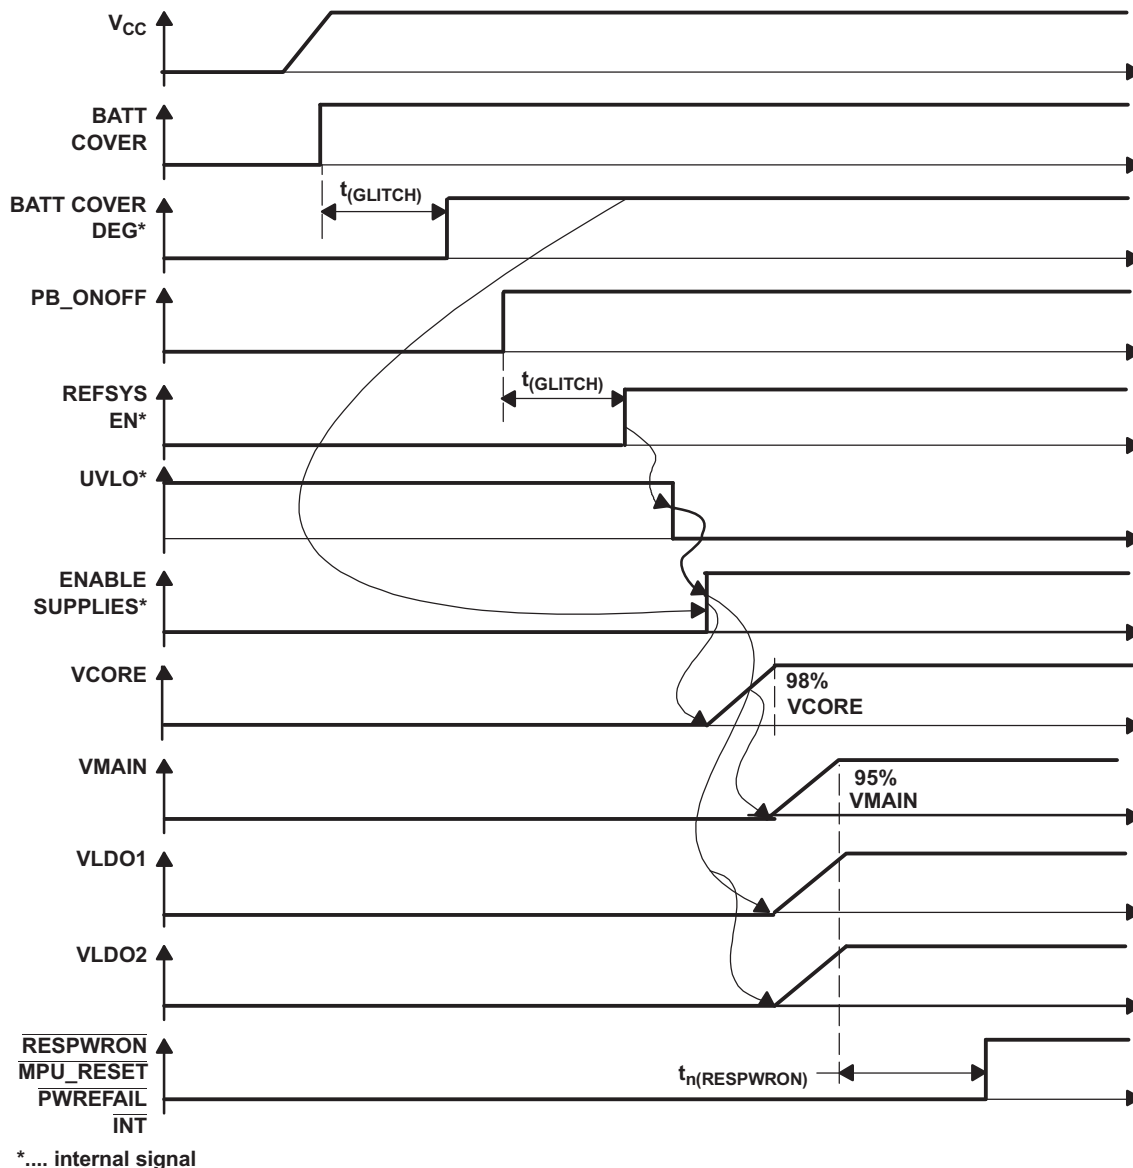 VCC
BATT
COVER
BATT COVER
DEG*
t(GLITCH)
PB_ONOFF
REFSYS
EN*
t(GLITCH)
UVLO*
ENABLE
SUPPLIES*
VCORE
98%
VCORE
VMAIN
95%
VMAIN
VLDO1
VLDO2
RESPWRON
MPU_RESET
PWREFAIL
INT
tn(RESPWRON)
*.... internal signal